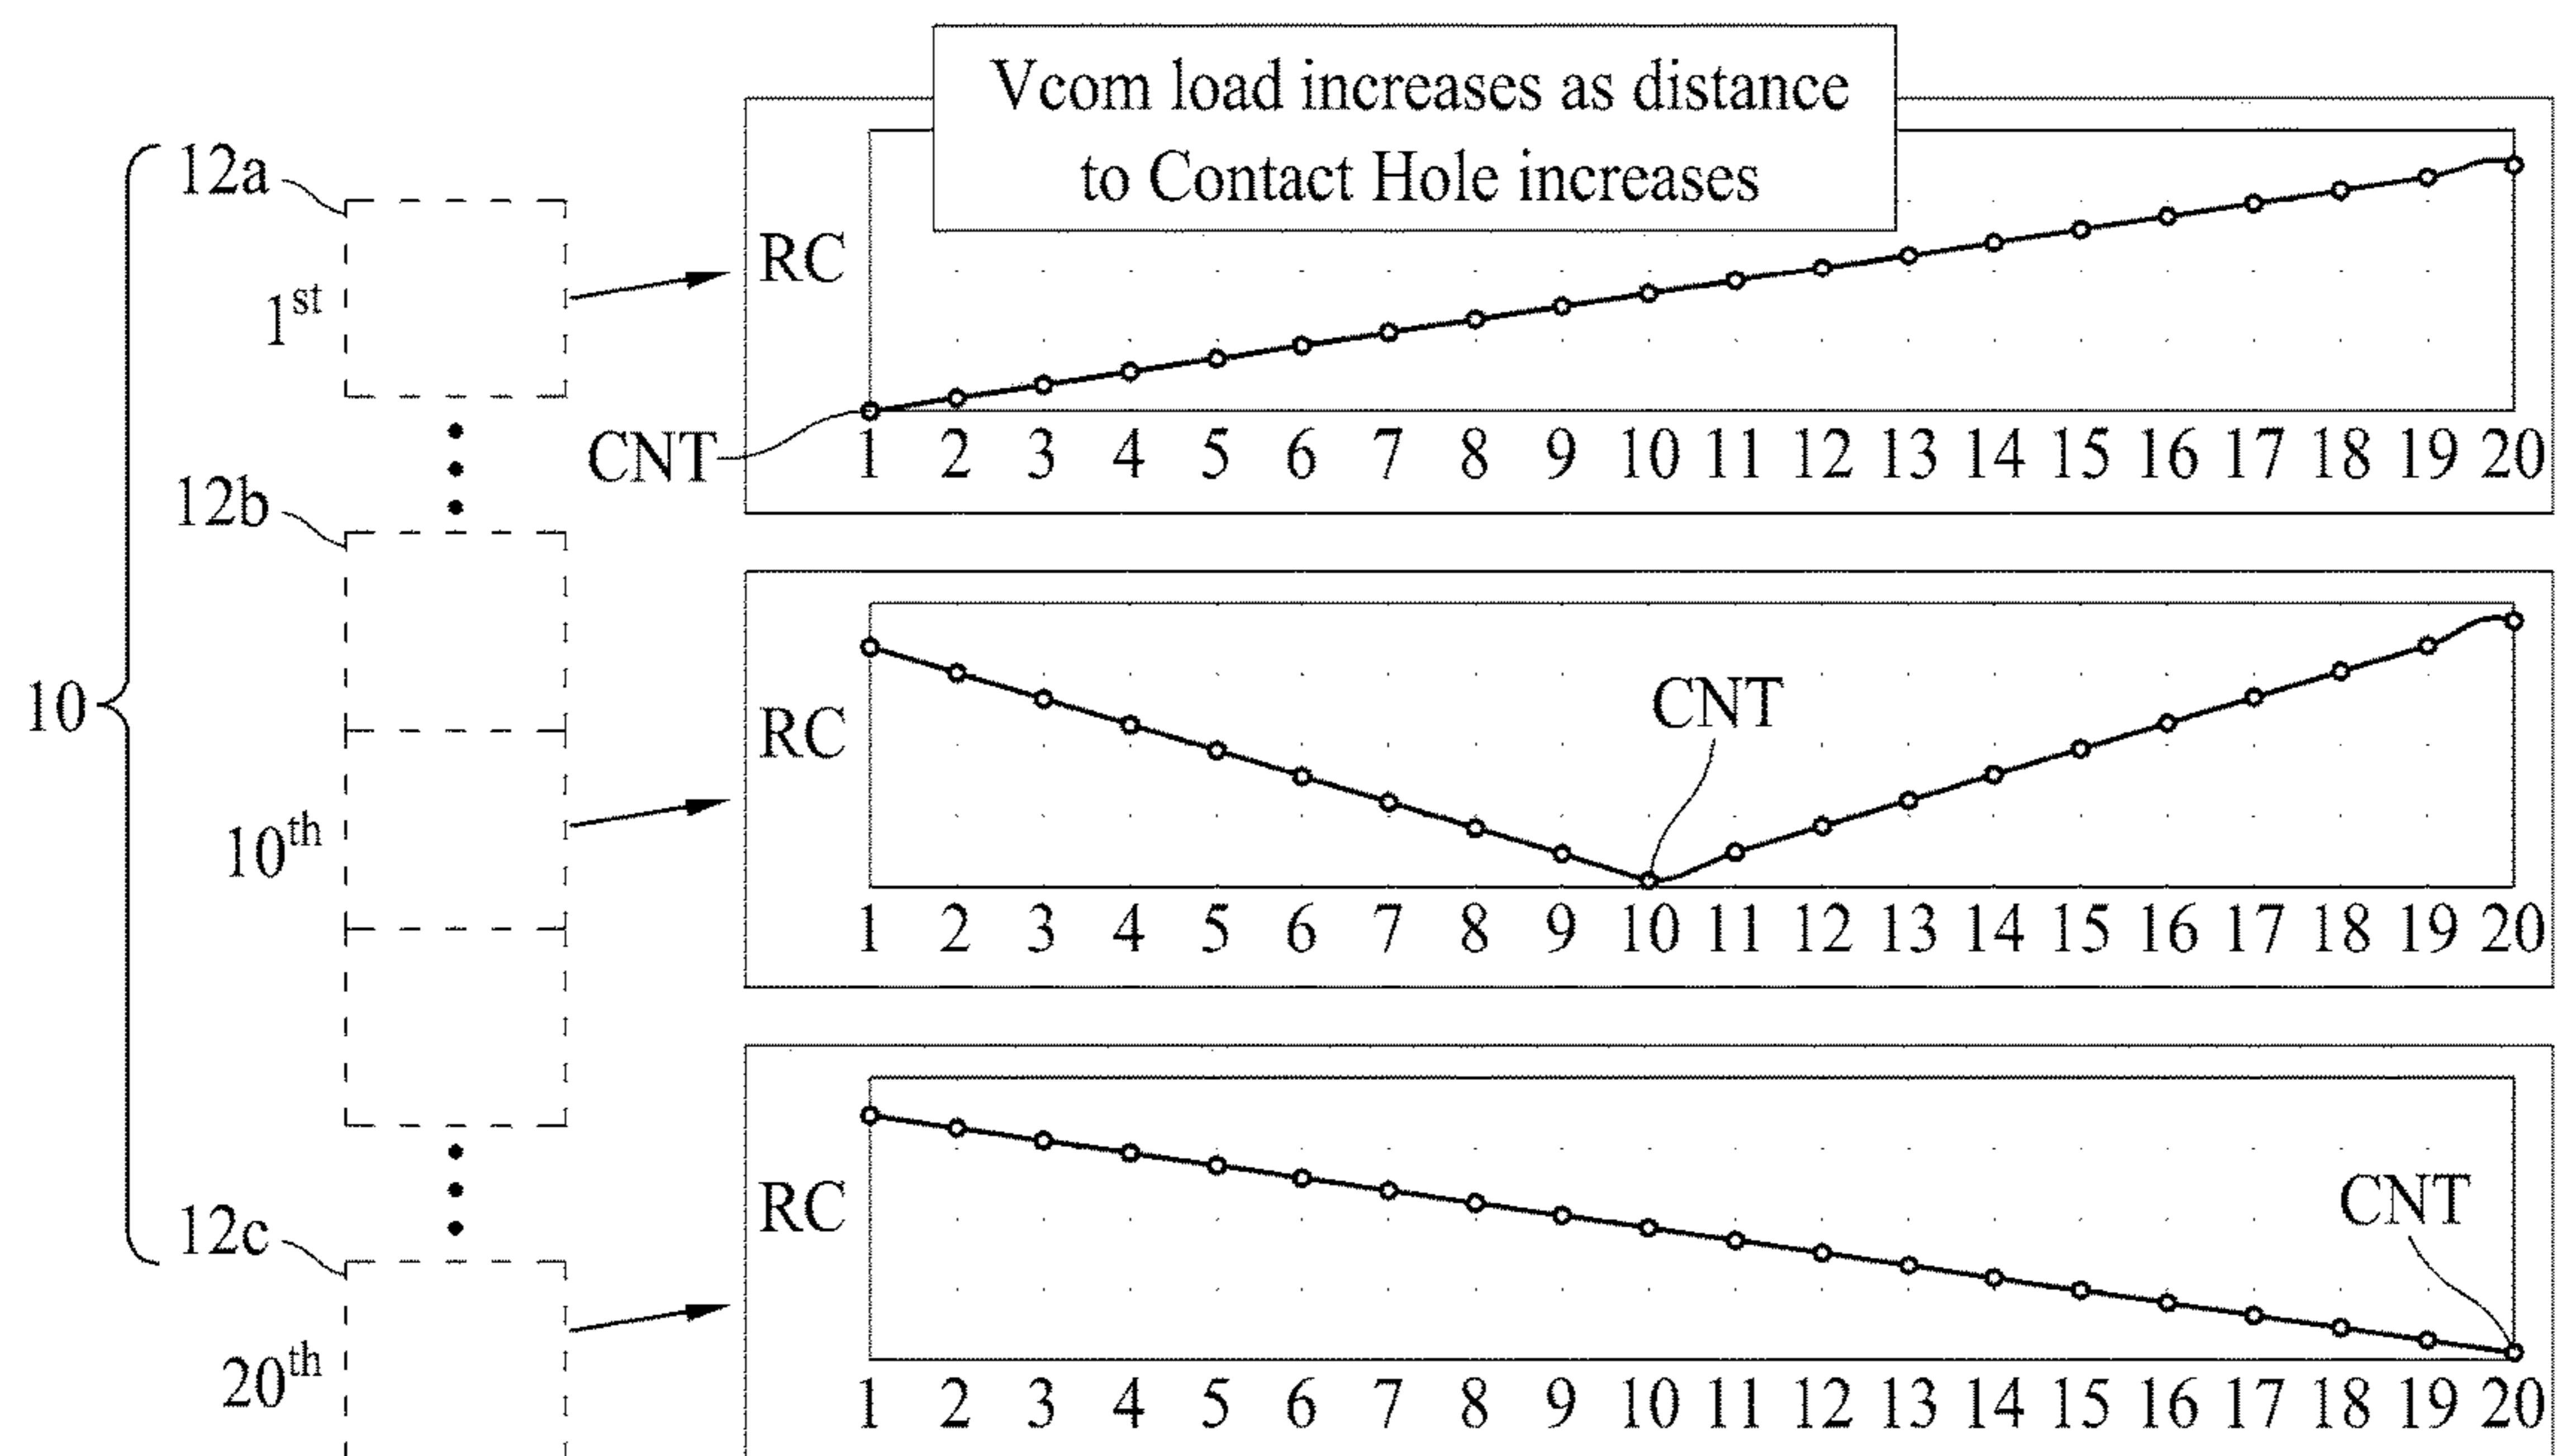 Vcom load increases as distance
to Contact Hole increases
10
12a
1st
RC
CNT
1 2 3 4 5 6 7 8 9 10 11 12 13 14 15 16 17 18 19 20
12b
10th
RC
CNT
1 2 3 4 5 6 7 8 9 10 11 12 13 14 15 16 17 18 19 20
12c
20th
RC
CNT
1 2 3 4 5 6 7 8 9 10 11 12 13 14 15 16 17 18 19 20